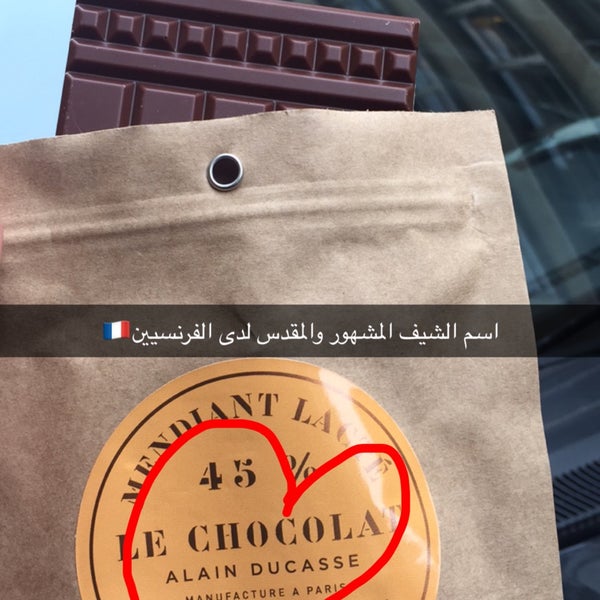 اسم الشيف المشهور والمقدس لدى الفرنسيين🇫🇷
MENDIANT LACTÉ
45 %
LE CHOCOLAT
ALAIN DUCASSE
MANUFACTURE A PARIS